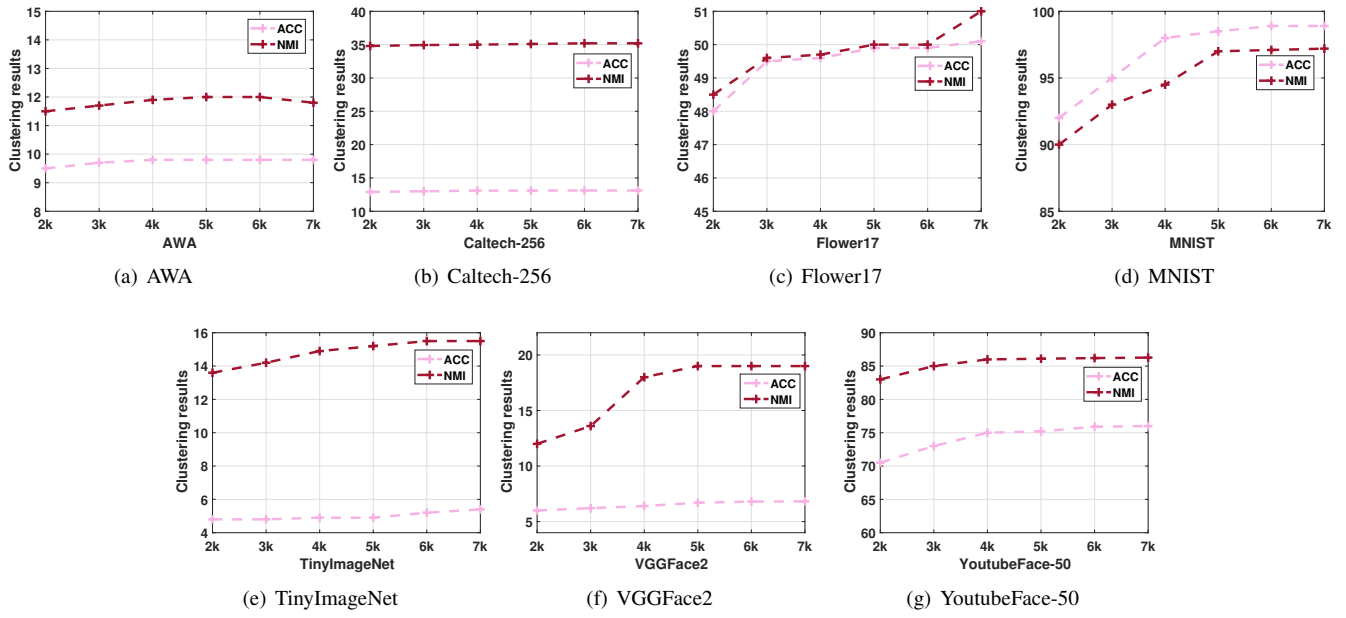 15
14
13
12
11
10
9
8
Clustering results
ACC
NMI
2k 3k 4k 5k 6k 7k
AWA
(a) AWA
40
35
30
25
20
15
10
Clustering results
ACC
NMI
2k 3k 4k 5k 6k 7k
Caltech-256
(b) Caltech-256
51
50
49
48
47
46
45
Clustering results
ACC
NMI
2k 3k 4k 5k 6k 7k
Flower17
(c) Flower17
100
95
90
85
Clustering results
ACC
NMI
2k 3k 4k 5k 6k 7k
MNIST
(d) MNIST
16
14
12
10
8
6
4
Clustering results
ACC
NMI
2k 3k 4k 5k 6k 7k
TinyImageNet
(e) TinyImageNet
20
15
10
5
Clustering results
ACC
NMI
2k 3k 4k 5k 6k 7k
VGGFace2
(f) VGGFace2
90
85
80
75
70
65
60
Clustering results
ACC
NMI
2k 3k 4k 5k 6k 7k
YoutubeFace-50
(g) YoutubeFace-50